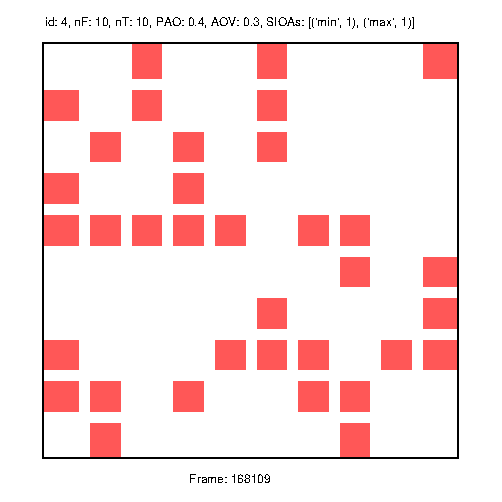 id: 4, nF: 10, nT: 10, PAO: 0.4, AOV: 0.3, SIOAs: [('min', 1), ('max', 1)]
Frame: 168109